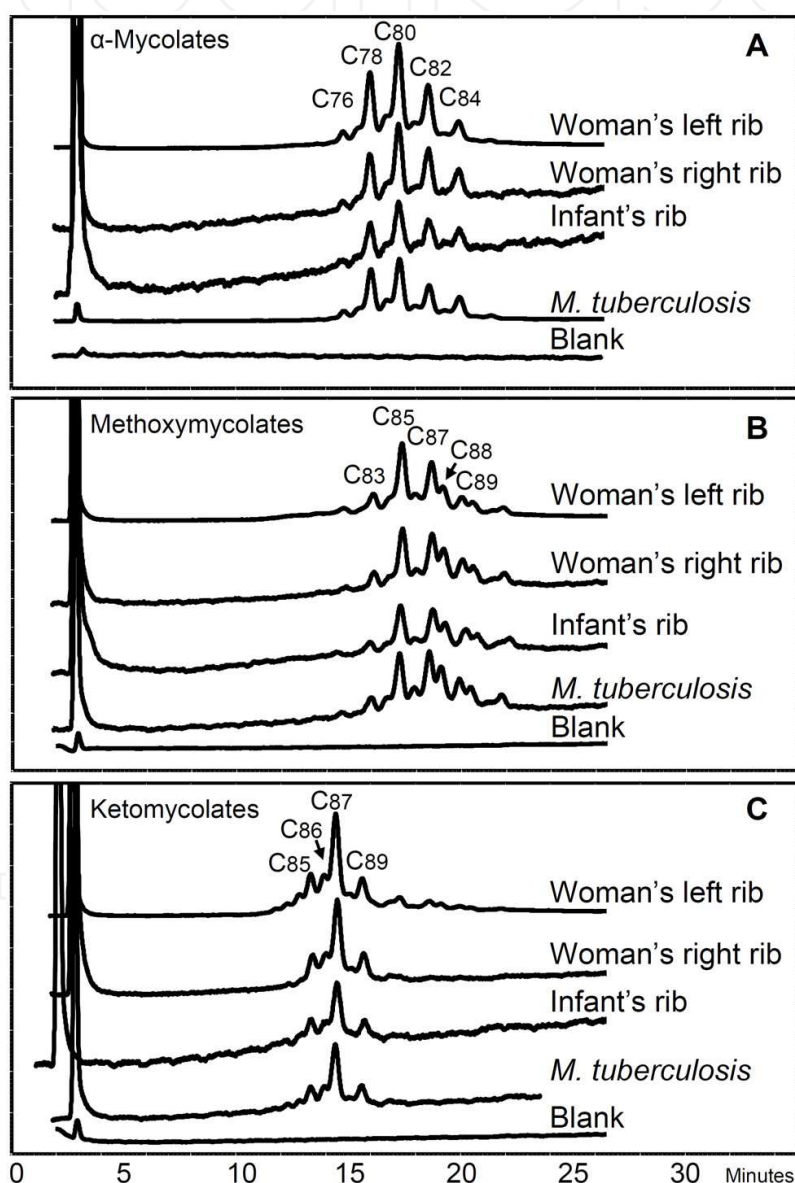 α-Mycolates
A
C76
C78
C80
C82
C84
Woman's left rib
Woman's right rib
Infant's rib
M. tuberculosis
Blank
Methoxymycolates
B
C83
C85
C87
C88
C89
Woman's left rib
Woman's right rib
Infant's rib
M. tuberculosis
Blank
Ketomycolates
C
C85
C86
C87
C89
Woman's left rib
Woman's right rib
Infant's rib
M. tuberculosis
Blank
0 5 10 15 20 25 30 Minutes